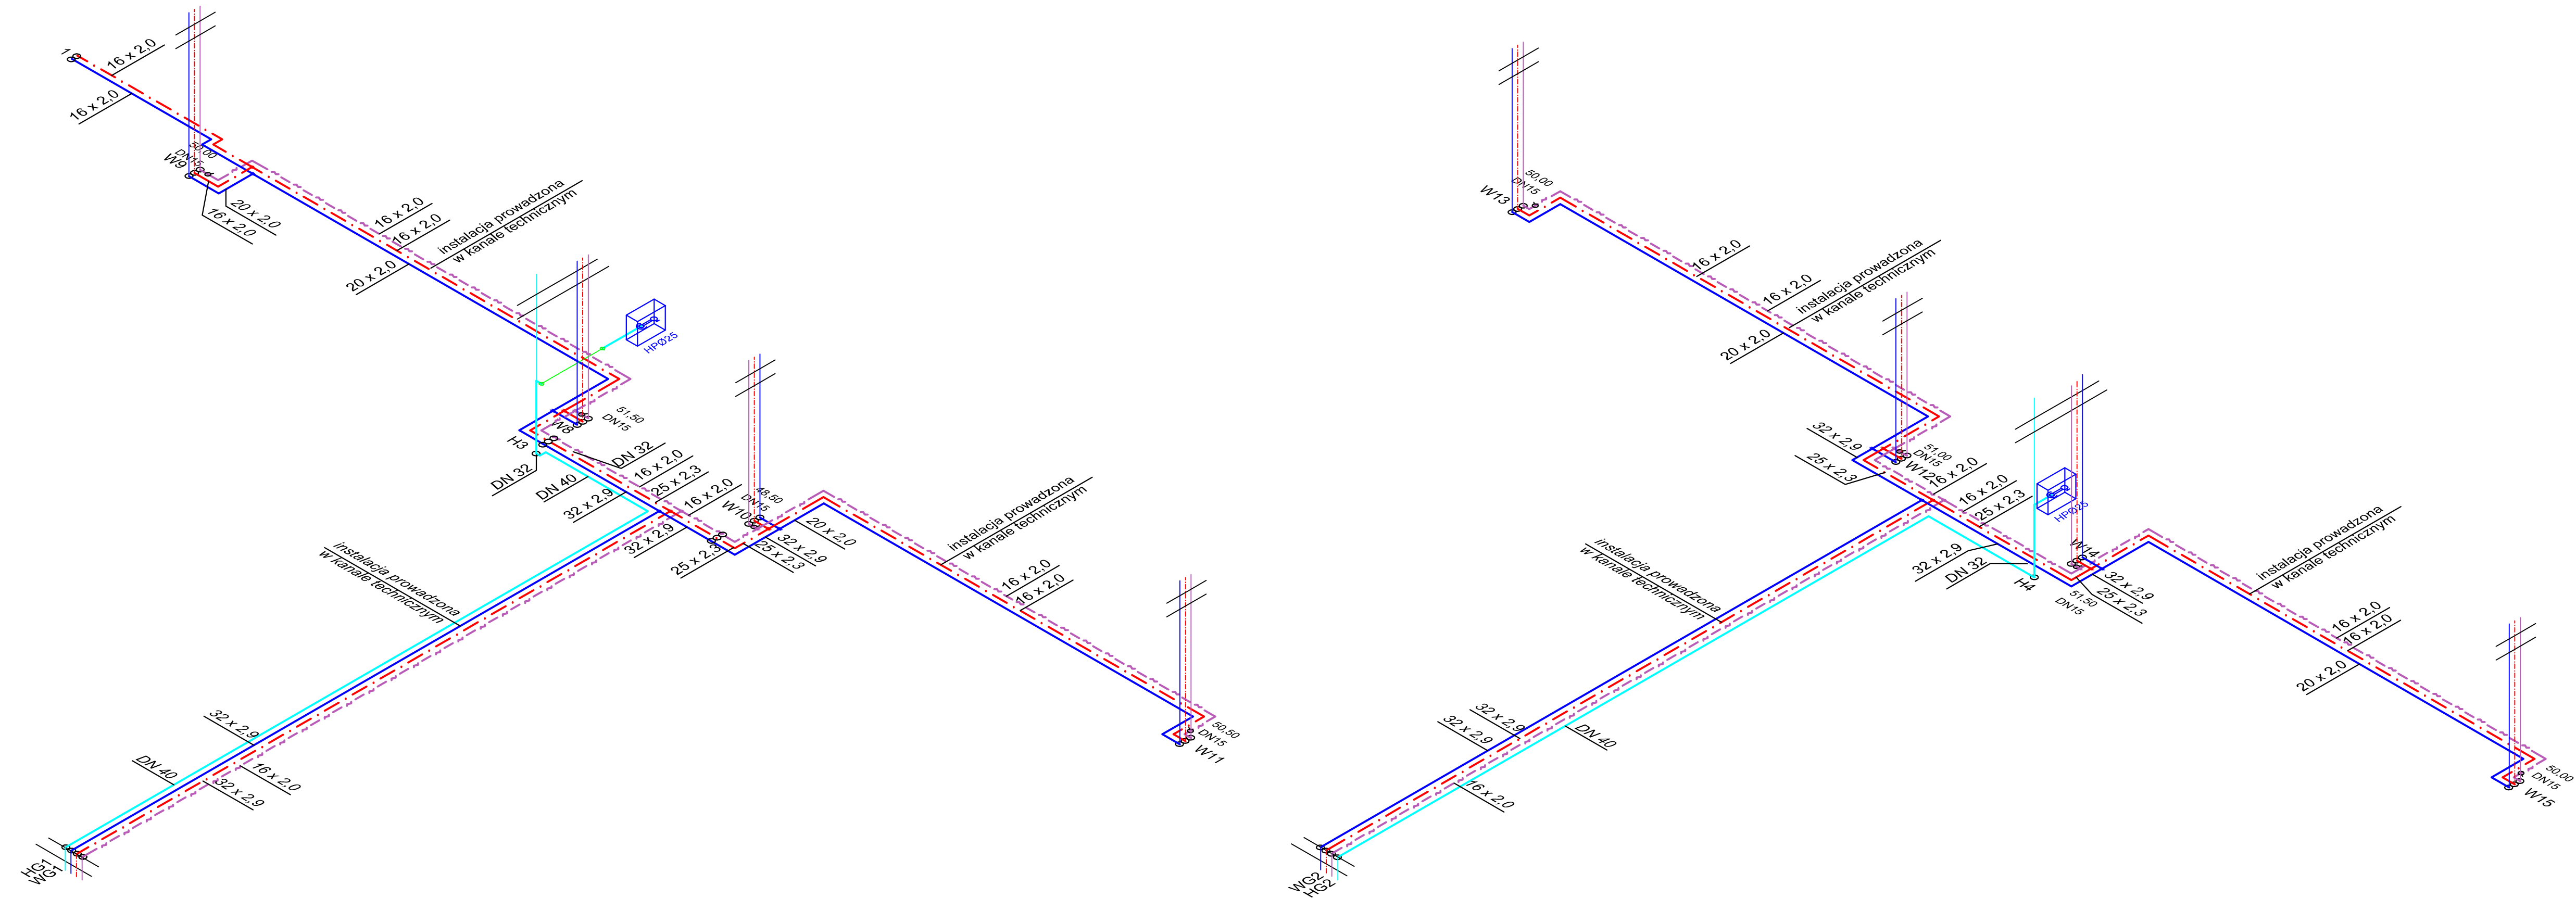 1
16 x 2,0
16 x 2,0
50,00
DN15
W9
16 x 2,0
20 x 2,0
16 x 2,0
16 x 2,0
instalacja prowadzona
w kanale technicznym
20 x 2,0
HPØ25
51,50
DN15
W8
H3
DN 32
DN 32
DN 40
16 x 2,0
25 x 2,3
32 x 2,9
16 x 2,0
48,50
DN15
W10
32 x 2,9
25 x 2,3
32 x 2,9
25 x 2,3
20 x 2,0
instalacja prowadzona
w kanale technicznym
16 x 2,0
16 x 2,0
50,50
DN15
W11
instalacja prowadzona
w kanale technicznym
32 x 2,9
DN 40
16 x 2,0
32 x 2,9
HG1
WG1
50,00
DN15
W13
16 x 2,0
16 x 2,0
instalacja prowadzona
w kanale technicznym
20 x 2,0
32 x 2,9
25 x 2,3
51,00
DN15
W12
16 x 2,0
16 x 2,0
25 x 2,3
HPØ25
32 x 2,9
DN 32
H4
W14
51,50
DN15
32 x 2,9
25 x 2,3
instalacja prowadzona
w kanale technicznym
16 x 2,0
16 x 2,0
20 x 2,0
50,00
DN15
W15
instalacja prowadzona
w kanale technicznym
32 x 2,9
32 x 2,9
DN 40
16 x 2,0
WG2
HG2